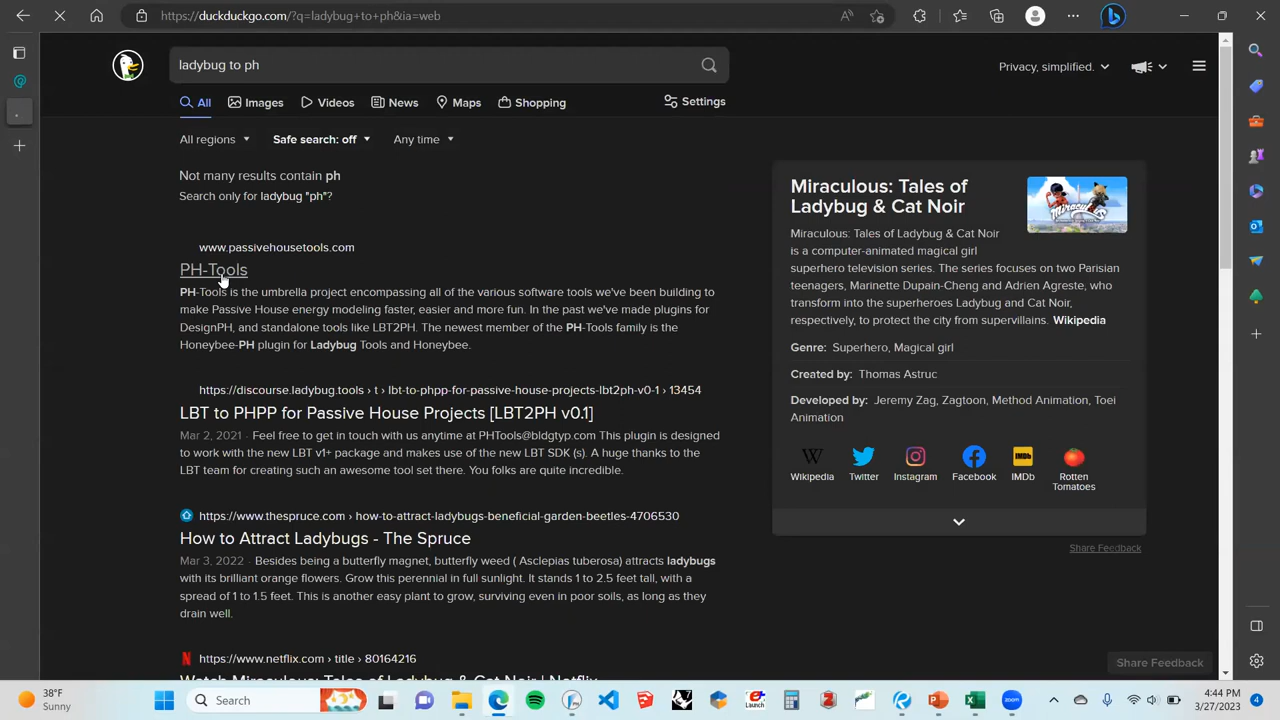 https://duckduckgo.com/?q=ladybug+to+ph&ia=web
ladybug to ph
Privacy, simplified.
All
Images
Videos
News
Maps
Shopping
Settings
All regions
Safe search: off
Any time
Not many results contain ph
Search only for ladybug "ph"?
www.passivehousetools.com
PH-Tools
PH-Tools is the umbrella project encompassing all of the various software tools we've been building to
make Passive House energy modeling faster, easier and more fun. In the past we've made plugins for
DesignPH, and standalone tools like LBT2PH. The newest member of the PH-Tools family is the
Honeybee-PH plugin for Ladybug Tools and Honeybee.
https://discourse.ladybug.tools › t › lbt-to-phpp-for-passive-house-projects-lbt2ph-v0-1 › 13454
LBT to PHPP for Passive House Projects [LBT2PH v0.1]
Mar 2, 2021 · Feel free to get in touch with us anytime at PHTools@bldgtyp.com This plugin is designed
to work with the new LBT v1+ package and makes use of the new LBT SDK (s). A huge thanks to the
LBT team for creating such an awesome tool set there. You folks are quite incredible.
https://www.thespruce.com › how-to-attract-ladybugs-beneficial-garden-beetles-4706530
How to Attract Ladybugs - The Spruce
Mar 3, 2022 · Besides being a butterfly magnet, butterfly weed ( Asclepias tuberosa) attracts ladybugs
with its brilliant orange flowers. Grow this perennial in full sunlight. It stands 1 to 2.5 feet tall, with a
spread of 1 to 1.5 feet. This is another easy plant to grow, surviving even in poor soils, as long as they
drain well.
https://www.netflix.com › title › 80164216
Watch Miraculous: Tales of Ladybug & Cat Noir | Netflix
Miraculous: Tales of
Ladybug & Cat Noir
MIRACULOUS
Miraculous: Tales of Ladybug & Cat Noir
is a computer-animated magical girl
superhero television series. The series focuses on two Parisian
teenagers, Marinette Dupain-Cheng and Adrien Agreste, who
transform into the superheroes Ladybug and Cat Noir,
respectively, to protect the city from supervillains. Wikipedia
Genre: Superhero, Magical girl
Created by: Thomas Astruc
Developed by: Jeremy Zag, Zagtoon, Method Animation, Toei
Animation
W
IMDb
Wikipedia
Twitter
Instagram
Facebook
IMDb
Rotten
Tomatoes
Share Feedback
Share Feedback
38°F
Sunny
Search
Launch
4:44 PM
3/27/2023
4